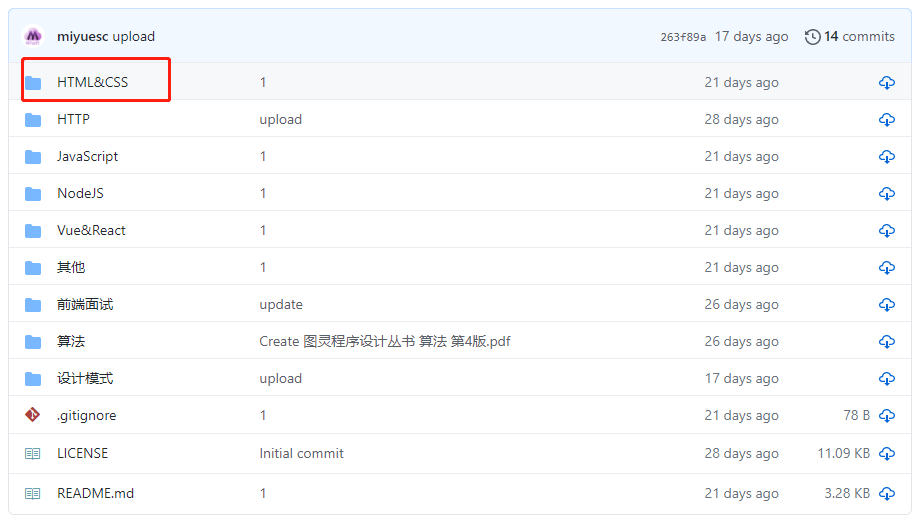 miyuesc upload 263f89a 17 days ago 14 commits
HTML&CSS 1 21 days ago
HTTP upload 28 days ago
JavaScript 1 21 days ago
NodeJS 1 21 days ago
Vue&React 1 21 days ago
其他 1 21 days ago
前端面试 update 26 days ago
算法 Create 图灵程序设计丛书 算法 第4版.pdf 26 days ago
设计模式 upload 17 days ago
.gitignore 1 21 days ago 78 B
LICENSE Initial commit 28 days ago 11.09 KB
README.md 1 21 days ago 3.28 KB